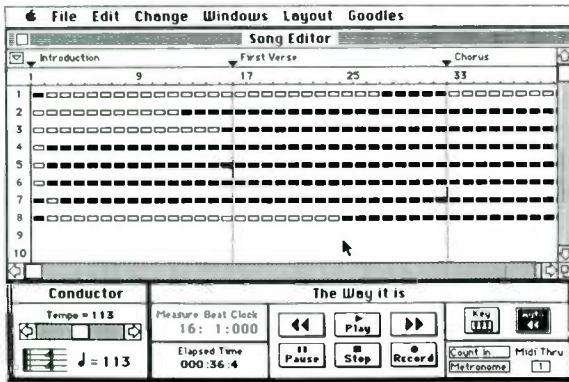 File Edit Change Windows Layout Goodies
Song Editor
Introduction First Verse Chorus
1 9 17 25 33
1
2
3
4
5
6
7
8
9
10
Conductor
Tempo = 113
♩ = 113
The Way it is
Measure Beat Clock
16: 1:000
Elapsed Time
000:36:4
Play
Pause
Stop
Record
Key
Count In
Metronome
Midi Thru
1